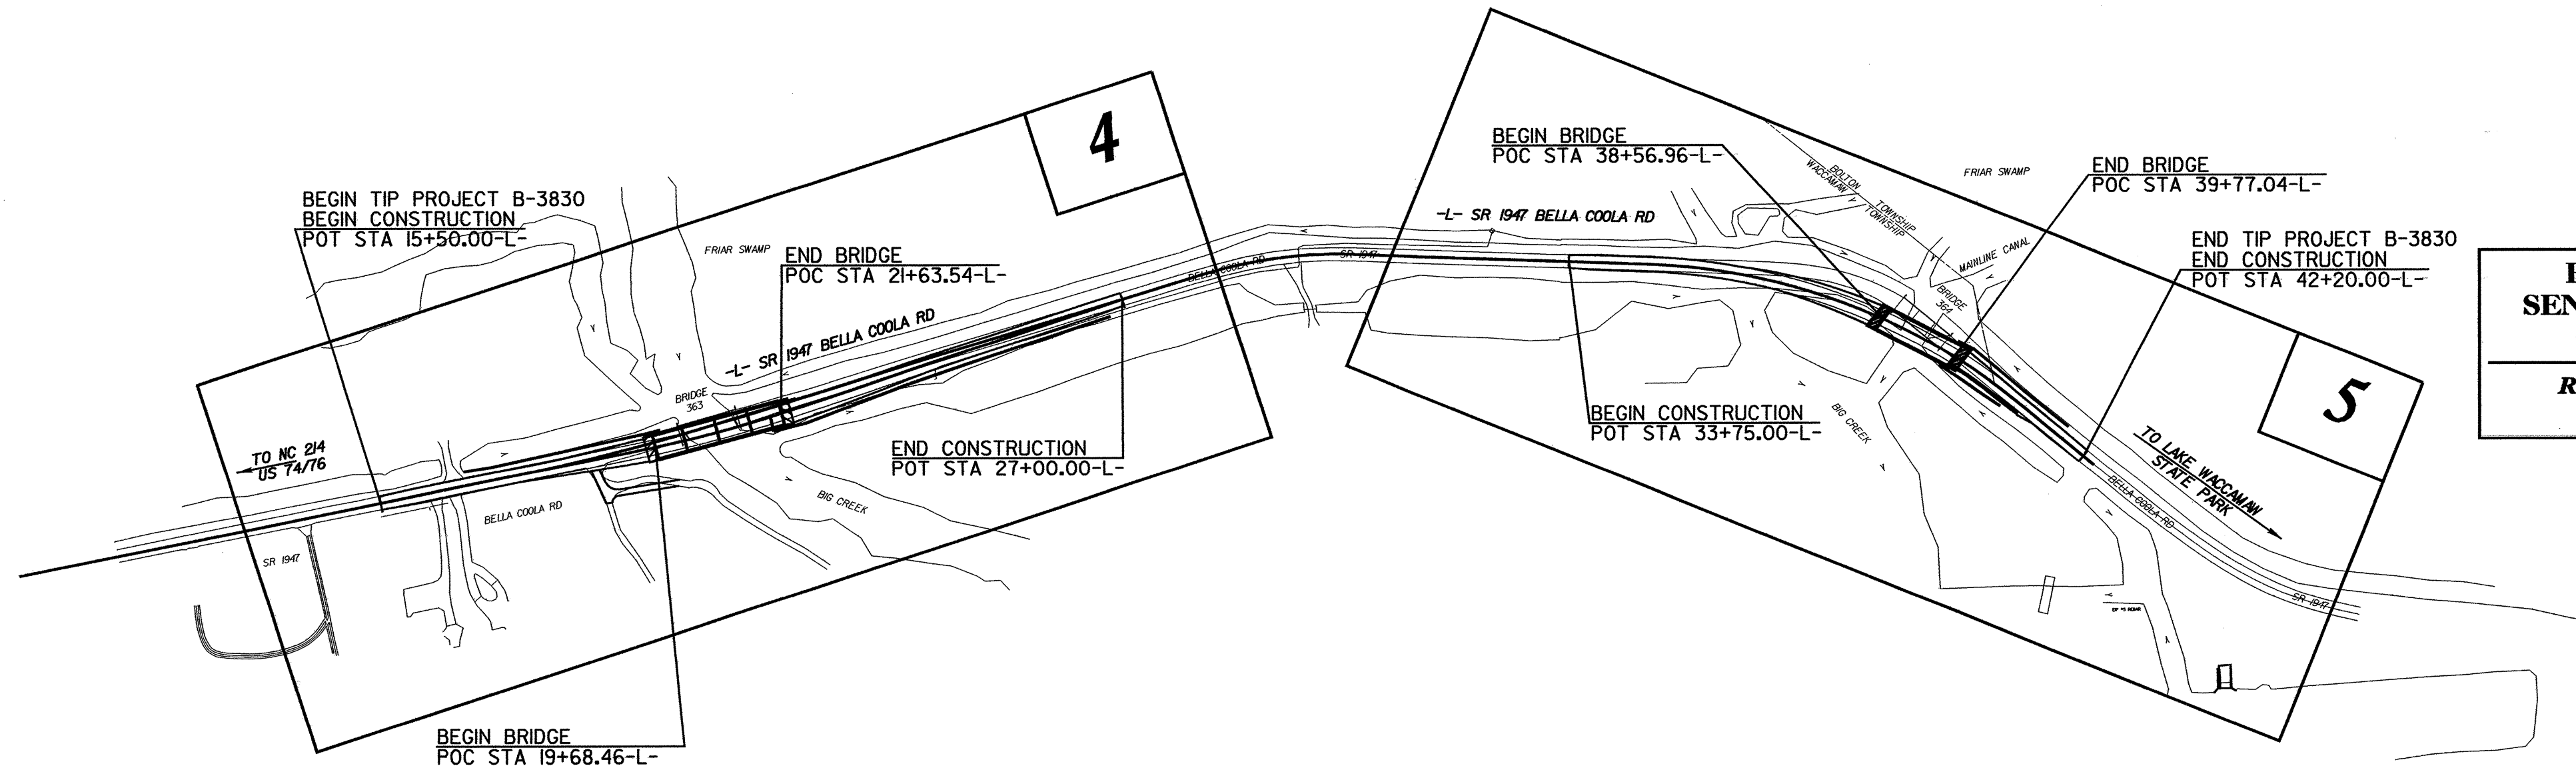 BEGIN TIP PROJECT B-3830
BEGIN CONSTRUCTION
POT STA 15+50.00-L-
TO NC 214
US 74/76
SR 1947
BELLA COOLA RD
BEGIN BRIDGE
POC STA 19+68.46-L-
FRIAR SWAMP
BRIDGE
363
-L- SR 1947 BELLA COOLA RD
END BRIDGE
POC STA 21+63.54-L-
BIG CREEK
END CONSTRUCTION
POT STA 27+00.00-L-
4
BELLA COOLA RD
SR 1947
-L- SR 1947 BELLA COOLA RD
BEGIN BRIDGE
POC STA 38+56.96-L-
BEGIN CONSTRUCTION
POT STA 33+75.00-L-
BOLTON TOWNSHIP
WACCAMAW TOWNSHIP
FRIAR SWAMP
MAINLINE CANAL
BRIDGE
364
BIG CREEK
END BRIDGE
POC STA 39+77.04-L-
END TIP PROJECT B-3830
END CONSTRUCTION
POT STA 42+20.00-L-
TO LAKE WACCAMAW
STATE PARK
BELLA COOLA RD
SR 1947
5
SEN
R